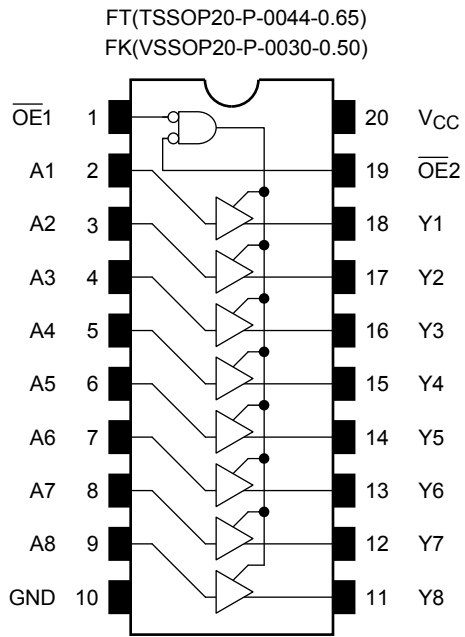 FT(TSSOP20-P-0044-0.65)
FK(VSSOP20-P-0030-0.50)
O̅E̅1 1 20 VCC
A1 2 19 O̅E̅2
A2 3 18 Y1
A3 4 17 Y2
A4 5 16 Y3
A5 6 15 Y4
A6 7 14 Y5
A7 8 13 Y6
A8 9 12 Y7
GND 10 11 Y8